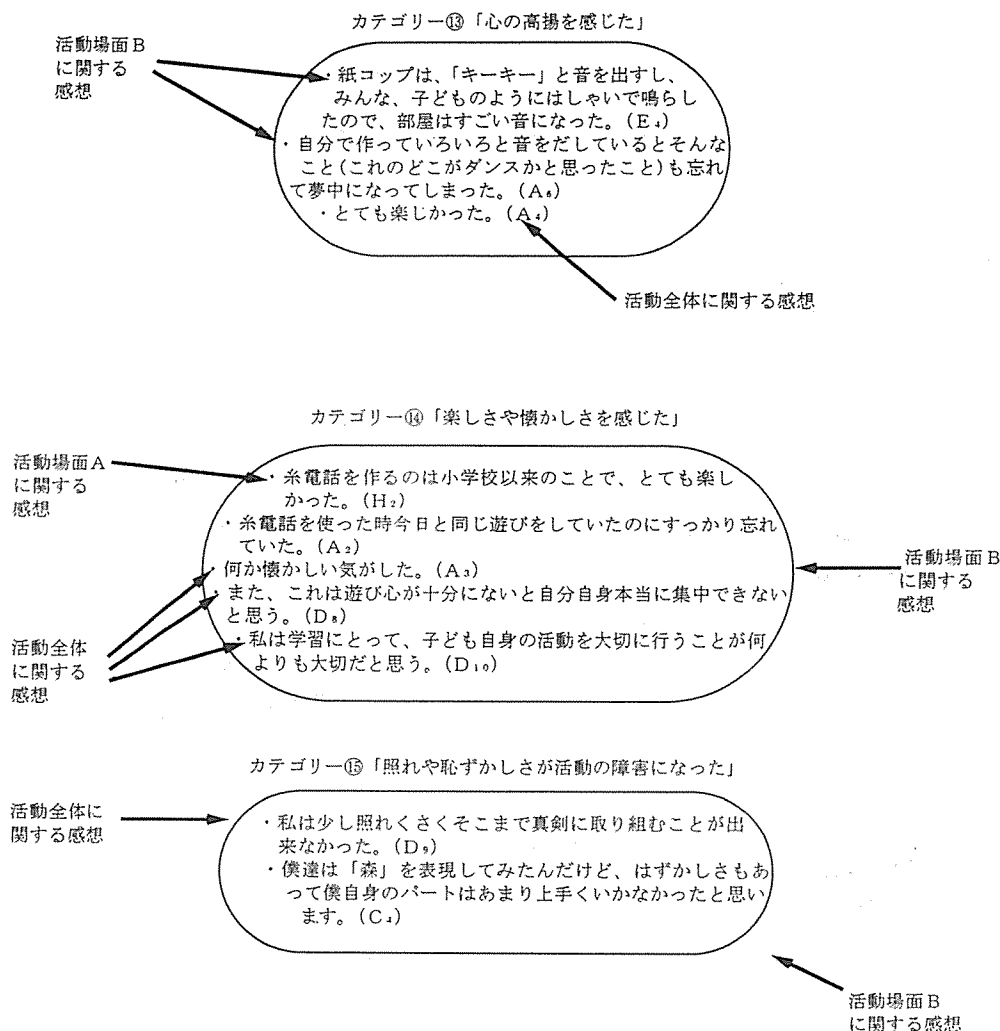 カテゴリー⑬「心の高揚を感じた」
活動場面B
に関する
感想
・紙コップは、「キーキー」と音を出すし、
みんな、子どものようにはしゃいで鳴らし
たので、部屋はすごい音になった。(E₄)
・自分で作っていろいろと音をだしているとそんな
こと(これのどこがダンスかと思ったこと)も忘れ
て夢中になってしまった。(A₆)
・とても楽しかった。(A₄)
活動全体に関する感想
カテゴリー⑭「楽しさや懐かしさを感じた」
活動場面A
に関する
感想
・糸電話を作るのは小学校以来のことで、とても楽し
かった。(H₂)
・糸電話を使った時今日と同じ遊びをしていたのにすっかり忘れ
ていた。(A₂)
・何か懐かしい気がした。(A₃)
・また、これは遊び心が十分にないと自分自身本当に集中できない
と思う。(D₈)
・私は学習にとって、子ども自身の活動を大切に行うことが何
よりも大切だと思う。(D₁₀)
活動場面B
に関する
感想
活動全体
に関する
感想
カテゴリー⑮「照れや恥ずかしさが活動の障害になった」
活動全体に
関する感想
・私は少し照れくさくそこまで真剣に取り組むことが出
来なかった。(D₉)
・僕達は「森」を表現してみたんだけど、はずかしさもあ
って僕自身のパートはあまり上手くいかなかったと思い
ます。(C₄)
活動場面B
に関する感想